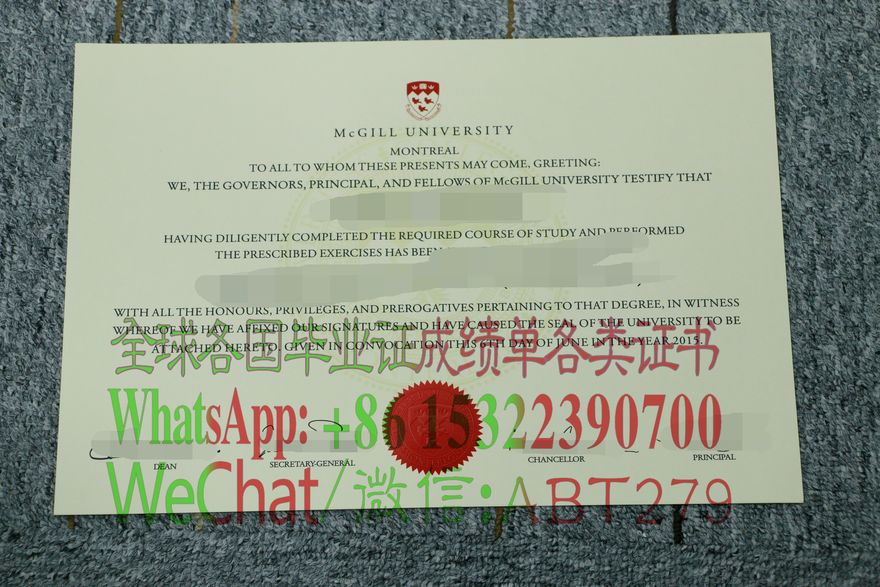 McGILL UNIVERSITY
MONTREAL
TO ALL TO WHOM THESE PRESENTS MAY COME, GREETING:
WE, THE GOVERNORS, PRINCIPAL, AND FELLOWS OF McGILL UNIVERSITY TESTIFY THAT
HAVING DILIGENTLY COMPLETED THE REQUIRED COURSE OF STUDY AND PERFORMED
THE PRESCRIBED EXERCISES HAS BEEN
WITH ALL THE HONOURS, PRIVILEGES, AND PREROGATIVES PERTAINING TO THAT DEGREE, IN WITNESS
WHEREOF WE HAVE AFFIXED OUR SIGNATURES AND HAVE CAUSED THE SEAL OF THE UNIVERSITY TO BE
全球各国毕业证成绩单各类证书
ATTACHED HERETO. GIVEN IN CONVOCATION THIS 6TH DAY OF JUNE IN THE YEAR 2015.
WhatsApp: +86 15322390700
DEAN SECRETARY-GENERAL CHANCELLOR PRINCIPAL
WeChat/微信:ABT279